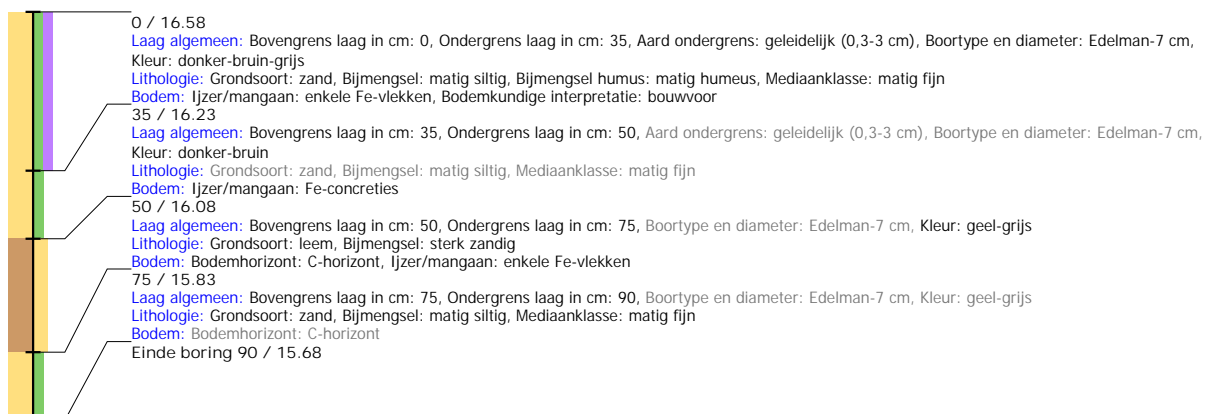 0 / 16.58
Laag algemeen: Bovengrens laag in cm: 0, Ondergrens laag in cm: 35, Aard ondergrens: geleidelijk (0,3-3 cm), Boortype en diameter: Edelman-7 cm,
Kleur: donker-bruin-grijs
Lithologie: Grondsoort: zand, Bijmengsel: matig siltig, Bijmengsel humus: matig humeus, Mediaanklasse: matig fijn
Bodem: Ijzer/mangaan: enkele Fe-vlekken, Bodemkundige interpretatie: bouwvoor
35 / 16.23
Laag algemeen: Bovengrens laag in cm: 35, Ondergrens laag in cm: 50, Aard ondergrens: geleidelijk (0,3-3 cm), Boortype en diameter: Edelman-7 cm,
Kleur: donker-bruin
Lithologie: Grondsoort: zand, Bijmengsel: matig siltig, Mediaanklasse: matig fijn
Bodem: Ijzer/mangaan: Fe-concreties
50 / 16.08
Laag algemeen: Bovengrens laag in cm: 50, Ondergrens laag in cm: 75, Boortype en diameter: Edelman-7 cm, Kleur: geel-grijs
Lithologie: Grondsoort: leem, Bijmengsel: sterk zandig
Bodem: Bodemhorizont: C-horizont, Ijzer/mangaan: enkele Fe-vlekken
75 / 15.83
Laag algemeen: Bovengrens laag in cm: 75, Ondergrens laag in cm: 90, Boortype en diameter: Edelman-7 cm, Kleur: geel-grijs
Lithologie: Grondsoort: zand, Bijmengsel: matig siltig, Mediaanklasse: matig fijn
Bodem: Bodemhorizont: C-horizont
Einde boring 90 / 15.68